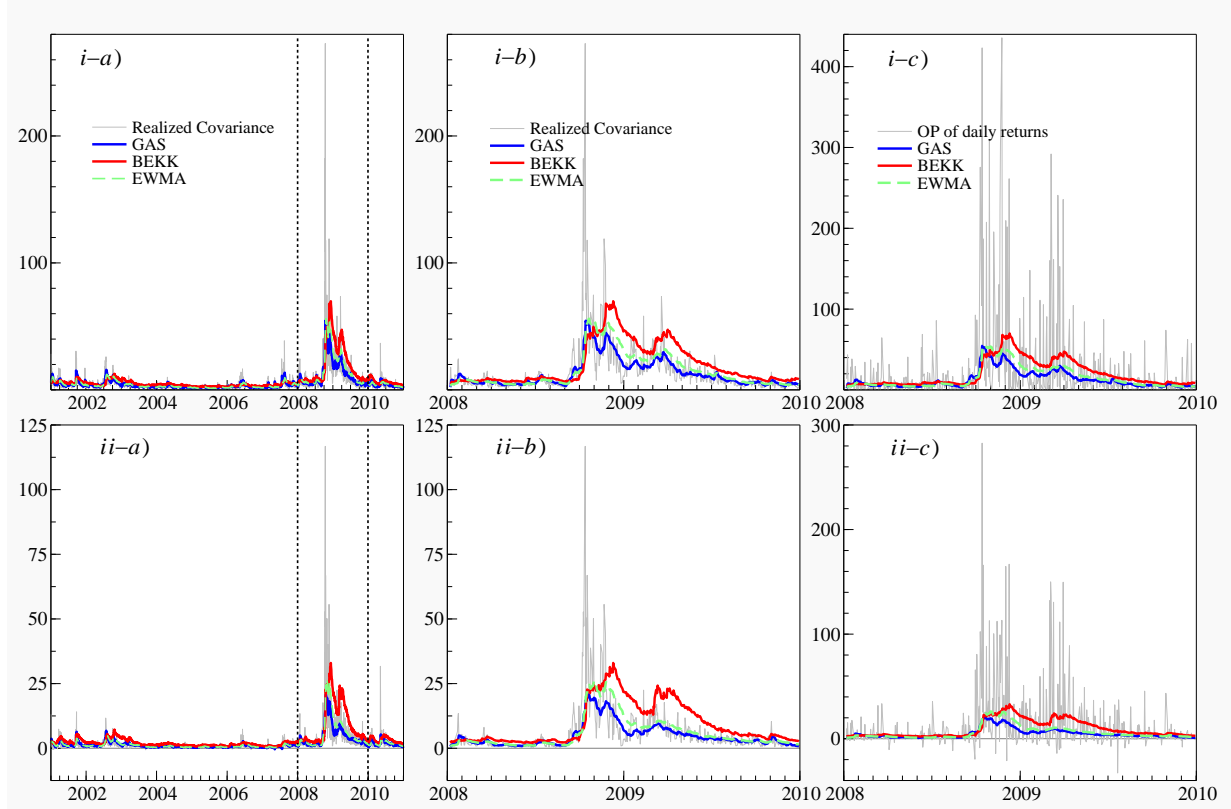 i–a)
200
100
Realized Covariance
GAS
BEKK
EWMA
2002 2004 2006 2008 2010
i–b)
200
100
Realized Covariance
GAS
BEKK
EWMA
2008 2009 2010
i–c)
400
300
200
100
0
OP of daily returns
GAS
BEKK
EWMA
2008 2009 2010
ii–a)
125
100
75
50
25
0
2002 2004 2006 2008 2010
ii–b)
125
100
75
50
25
0
2008 2009 2010
ii–c)
300
200
100
0
2008 2009 2010